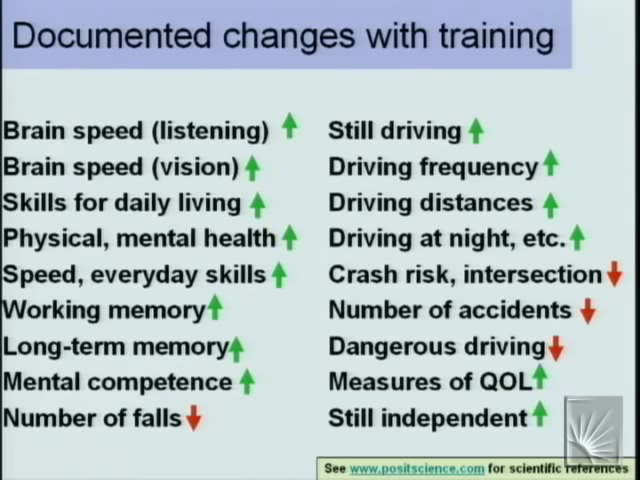 Documented changes with training
Brain speed (listening)
Brain speed (vision)
Skills for daily living
Physical, mental health
Speed, everyday skills
Working memory
Long-term memory
Mental competence
Number of falls
Still driving
Driving frequency
Driving distances
Driving at night, etc.
Crash risk, intersection
Number of accidents
Dangerous driving
Measures of QOL
Still independent
See www.positscience.com for scientific references